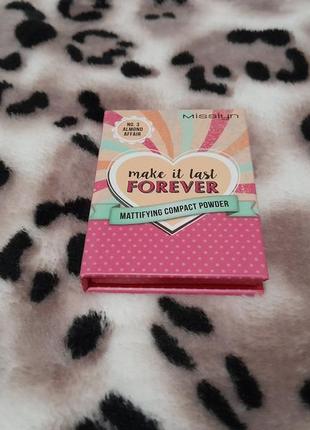 Misslyn
NO. 3
ALMOND
AFFAIR
make it last
FOREVER
MATTIFYING COMPACT POWDER